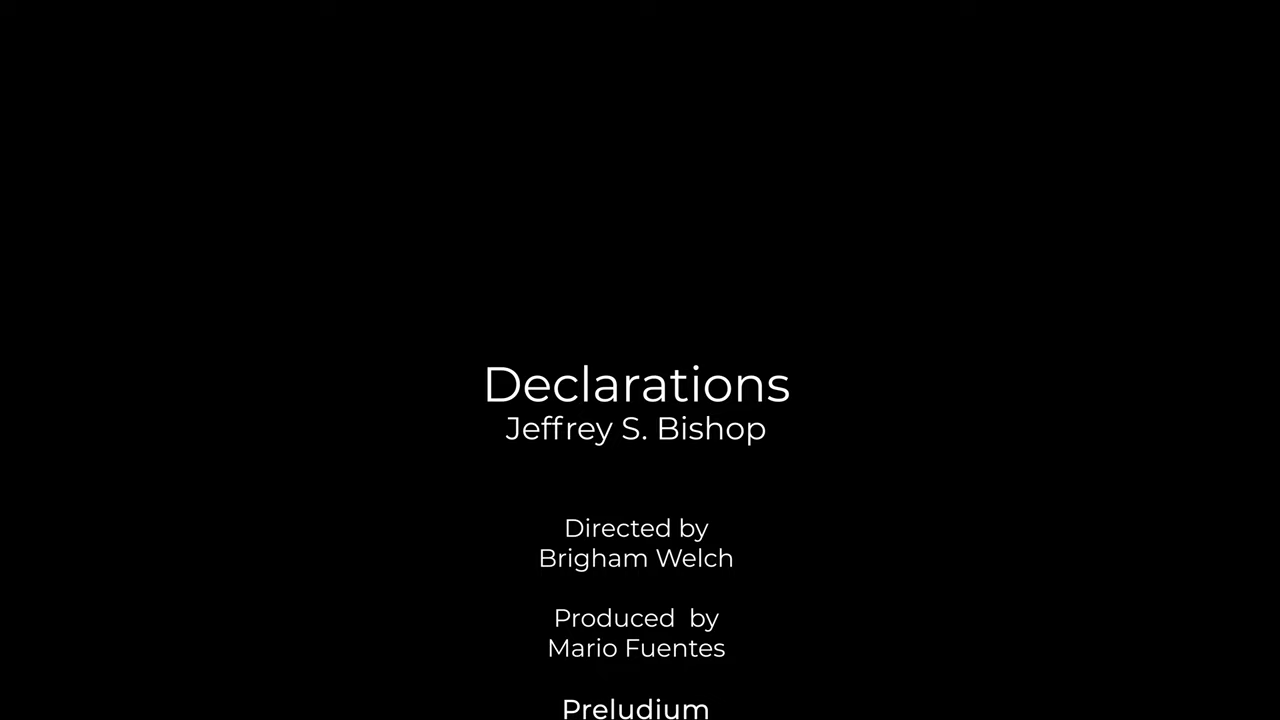 Declarations
Jeffrey S. Bishop
Directed by
Brigham Welch
Produced by
Mario Fuentes
Preludium